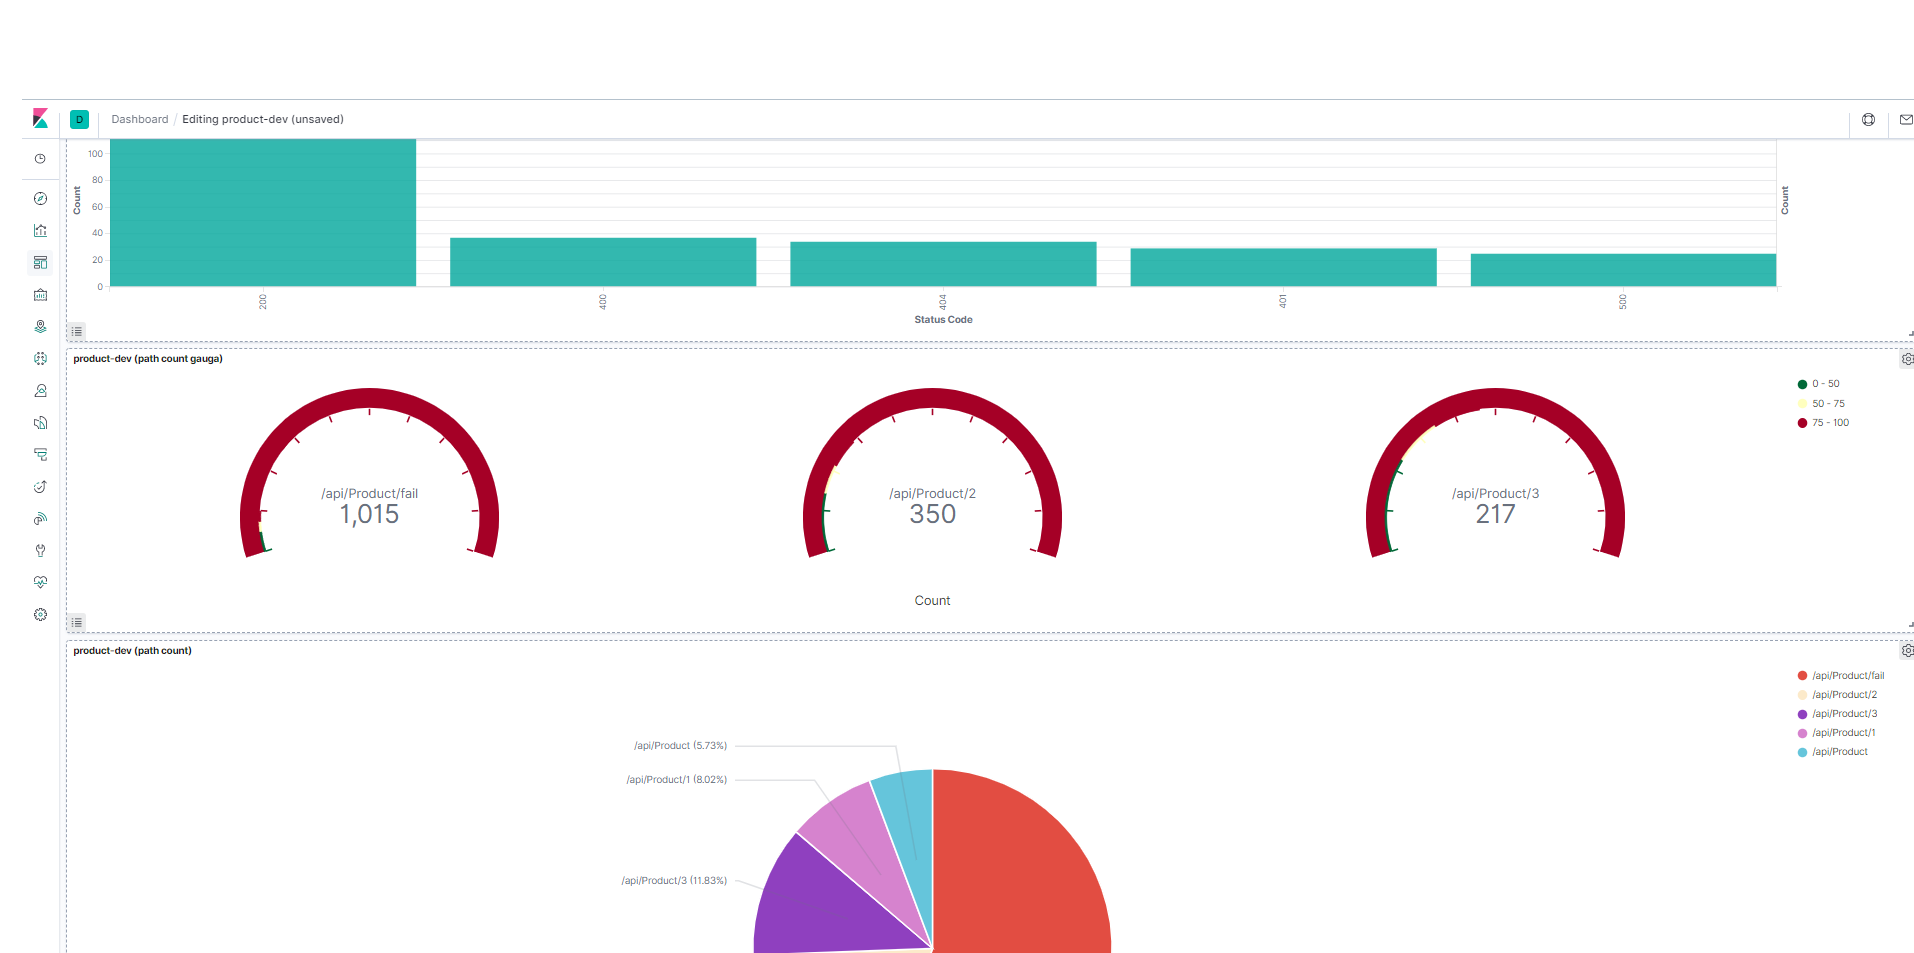 D Dashboard / Editing product-dev (unsaved)
100
80
60
40
20
0
Count
Count
200
400
404
401
500
Status Code
product-dev (path count gauga)
0 - 50
50 - 75
75 - 100
/api/Product/fail
1,015
/api/Product/2
350
/api/Product/3
217
Count
product-dev (path count)
/api/Product/fail
/api/Product/2
/api/Product/3
/api/Product/1
/api/Product
/api/Product (5.73%)
/api/Product/1 (8.02%)
/api/Product/3 (11.83%)